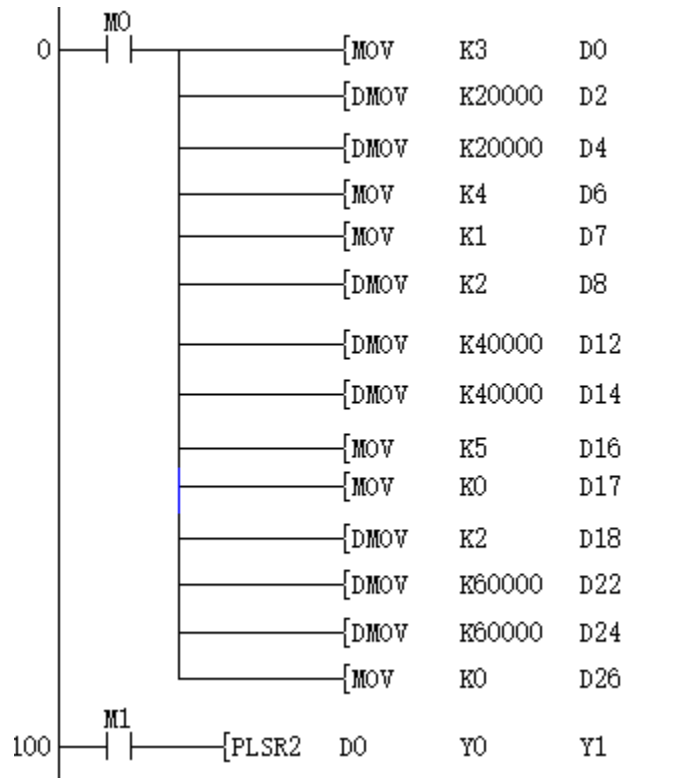 M0
0 MOV K3 D0
DMOV K20000 D2
DMOV K20000 D4
MOV K4 D6
MOV K1 D7
DMOV K2 D8
DMOV K40000 D12
DMOV K40000 D14
MOV K5 D16
MOV K0 D17
DMOV K2 D18
DMOV K60000 D22
DMOV K60000 D24
MOV K0 D26
M1
100 PLSR2 D0 Y0 Y1